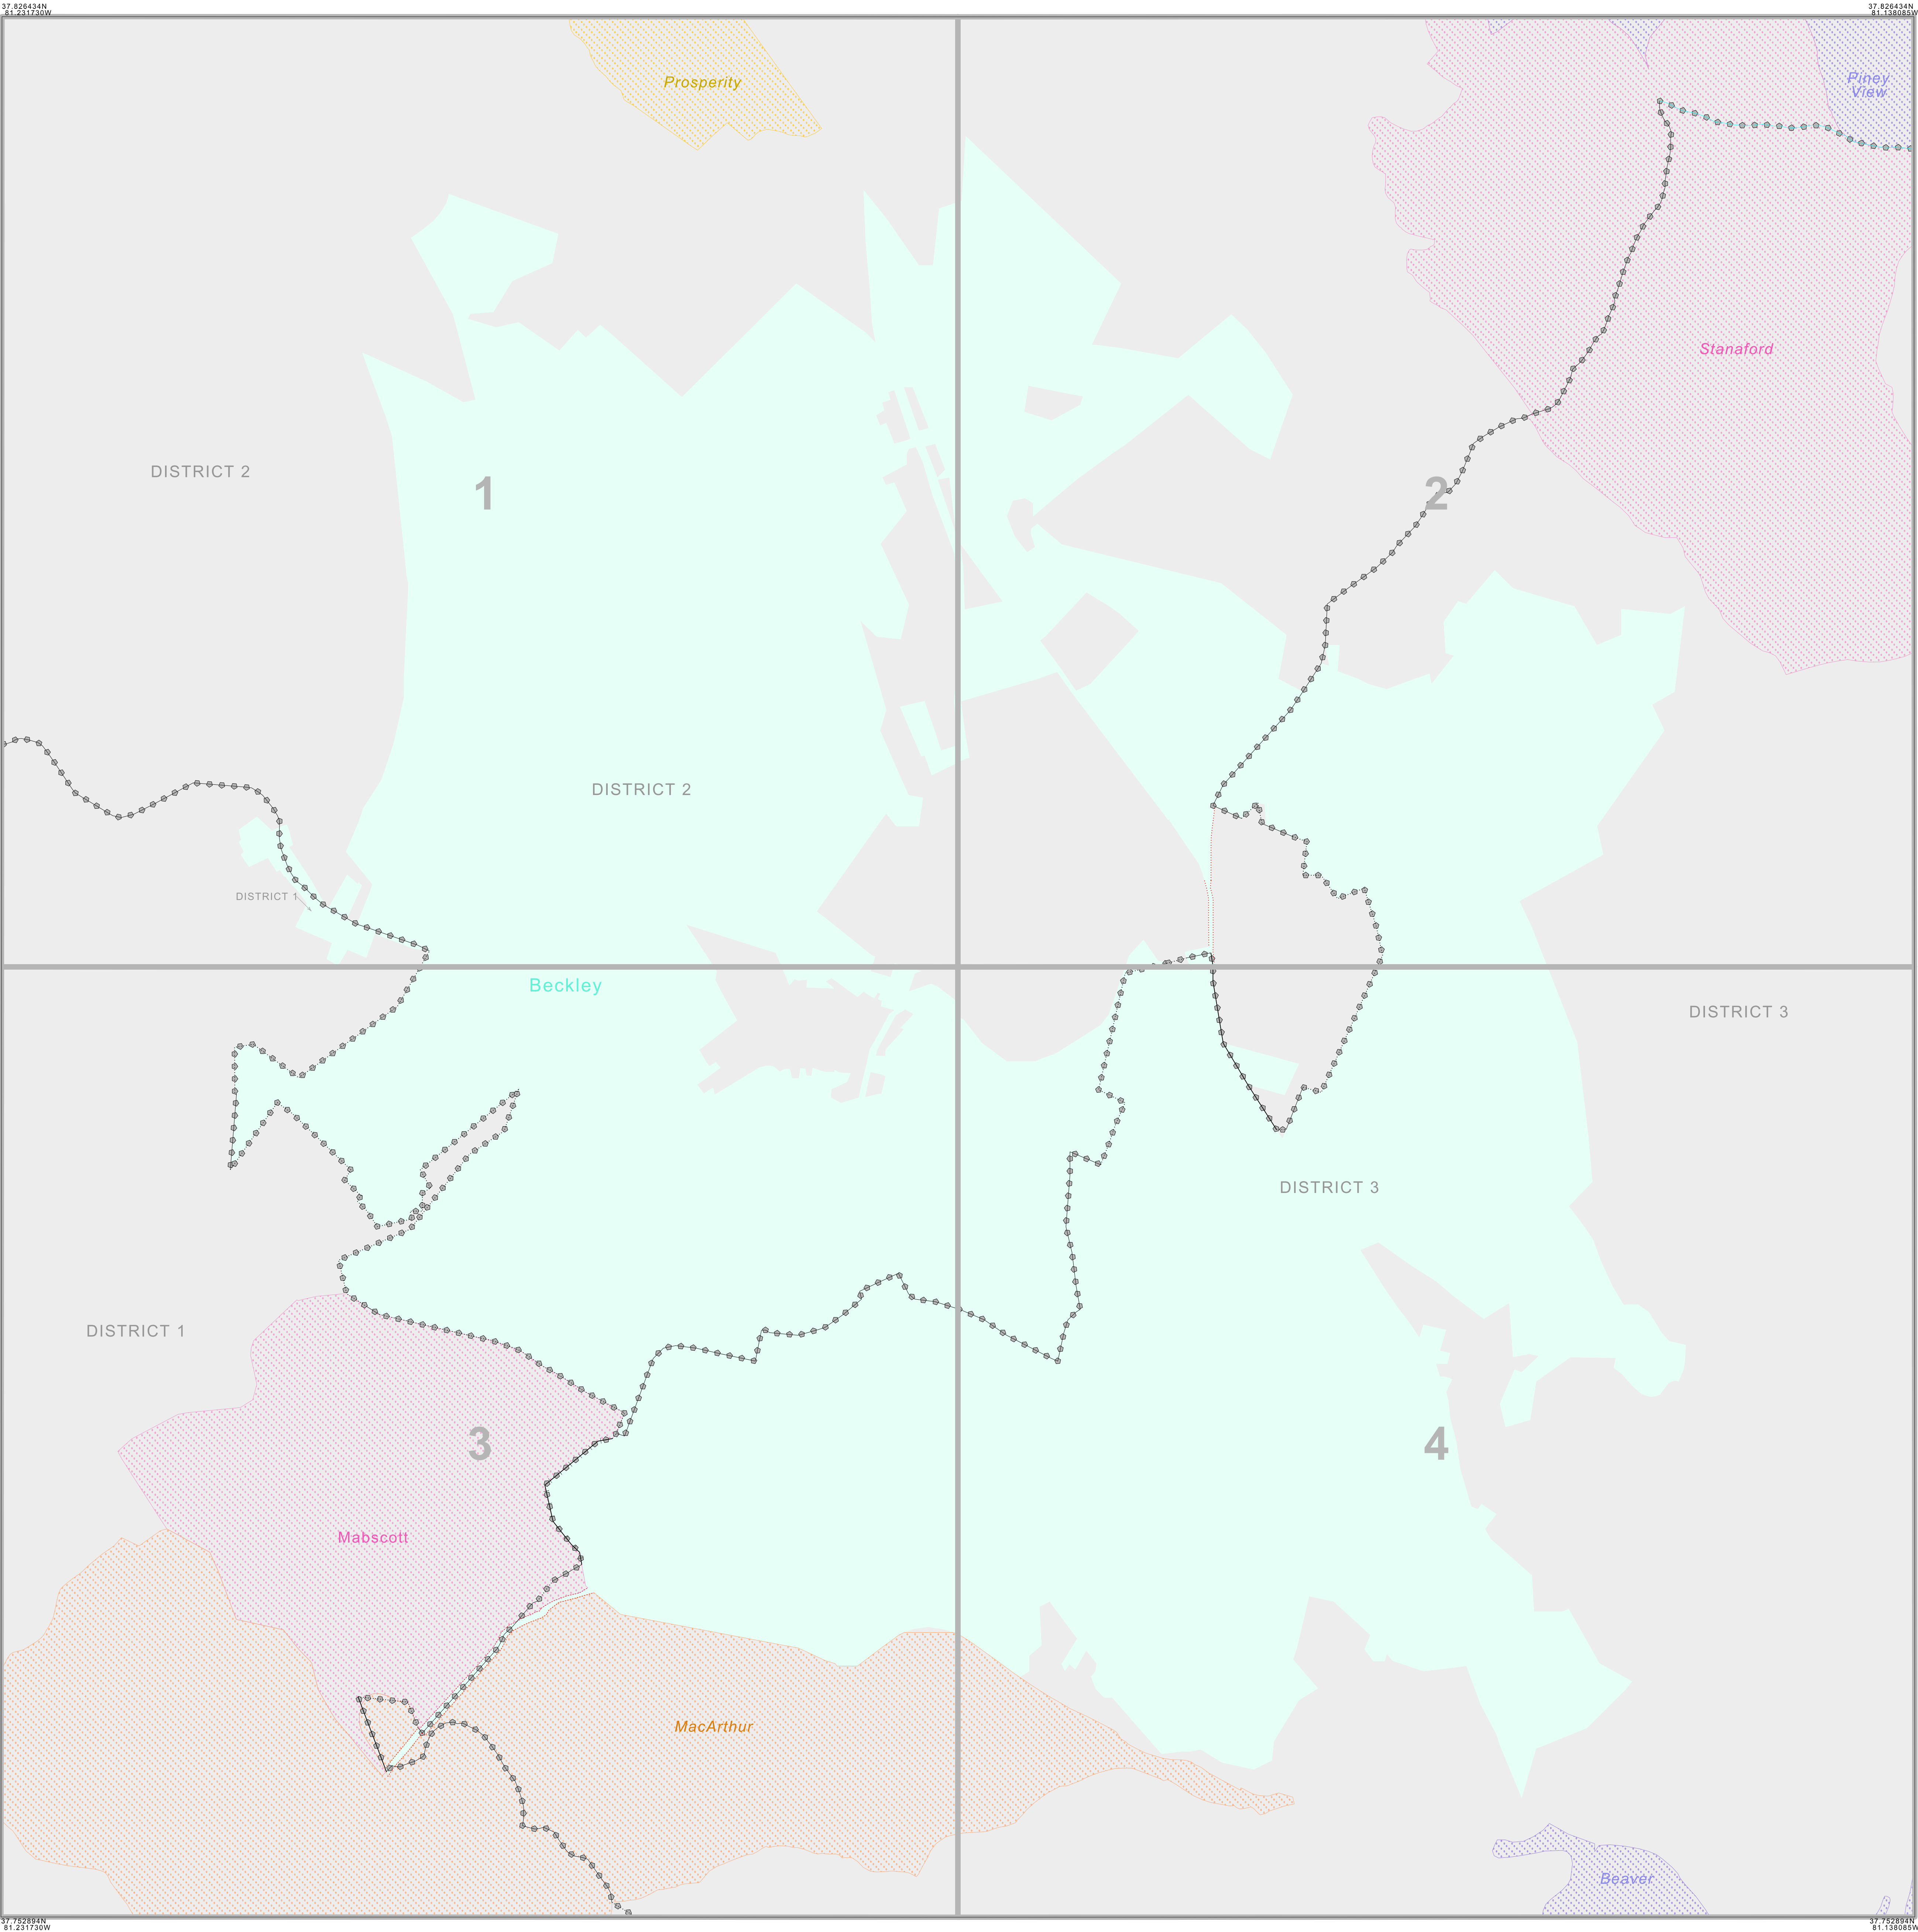 37.826434N
81.231730W
37.826434N
81.138085W
Prosperity
Piney
View
Stanaford
DISTRICT 2
1
2
DISTRICT 2
DISTRICT 1
Beckley
DISTRICT 3
DISTRICT 3
DISTRICT 1
3
4
Mabscott
MacArthur
Beaver
37.752894N
81.231730W
37.752894N
81.138085W